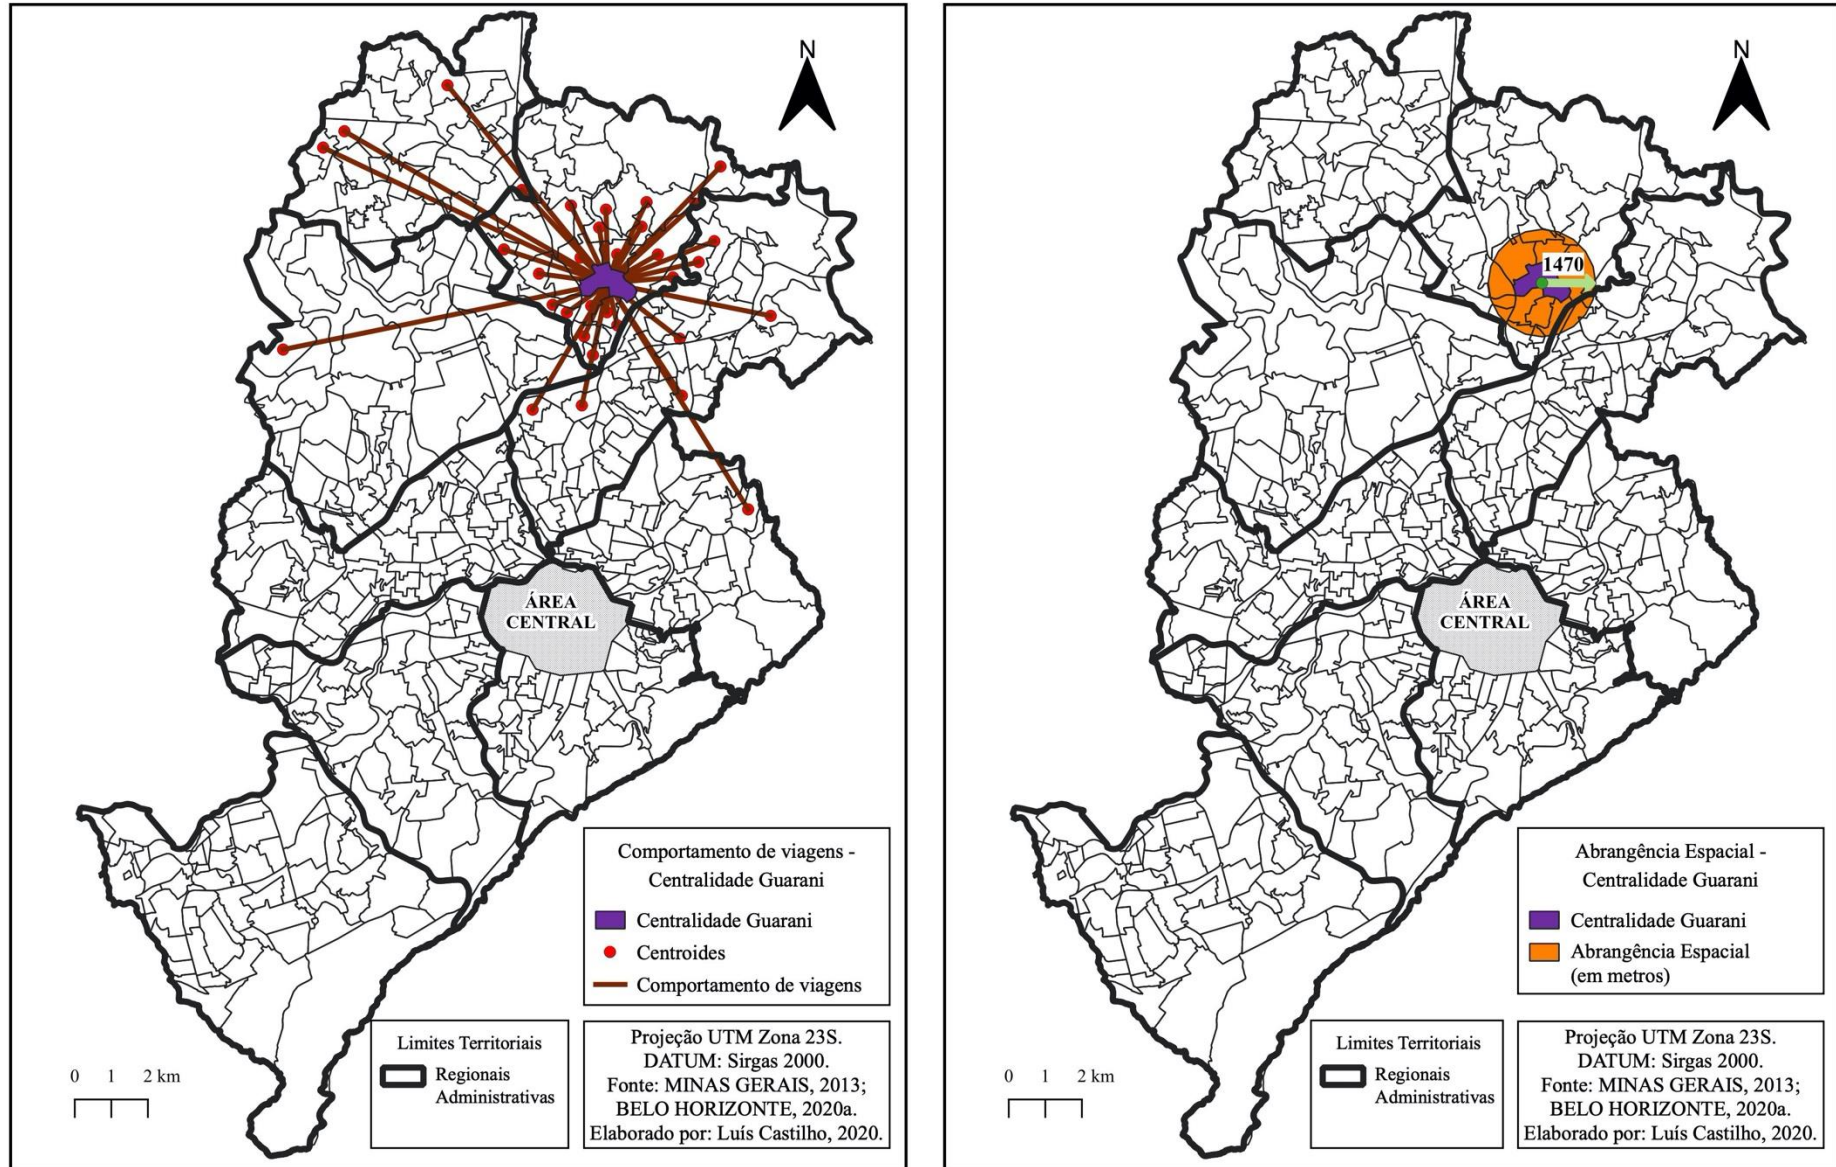 N
ÁREA
CENTRAL
Comportamento de viagens -
Centralidade Guarani
Centralidade Guarani
Centroides
Comportamento de viagens
Limites Territoriais
Regionais
Administrativas
Projeção UTM Zona 23S.
DATUM: Sirgas 2000.
Fonte: MINAS GERAIS, 2013;
BELO HORIZONTE, 2020a.
Elaborado por: Luís Castilho, 2020.
0 1 2 km
N
1470
ÁREA
CENTRAL
Abrangência Espacial -
Centralidade Guarani
Centralidade Guarani
Abrangência Espacial
(em metros)
Limites Territoriais
Regionais
Administrativas
Projeção UTM Zona 23S.
DATUM: Sirgas 2000.
Fonte: MINAS GERAIS, 2013;
BELO HORIZONTE, 2020a.
Elaborado por: Luís Castilho, 2020.
0 1 2 km